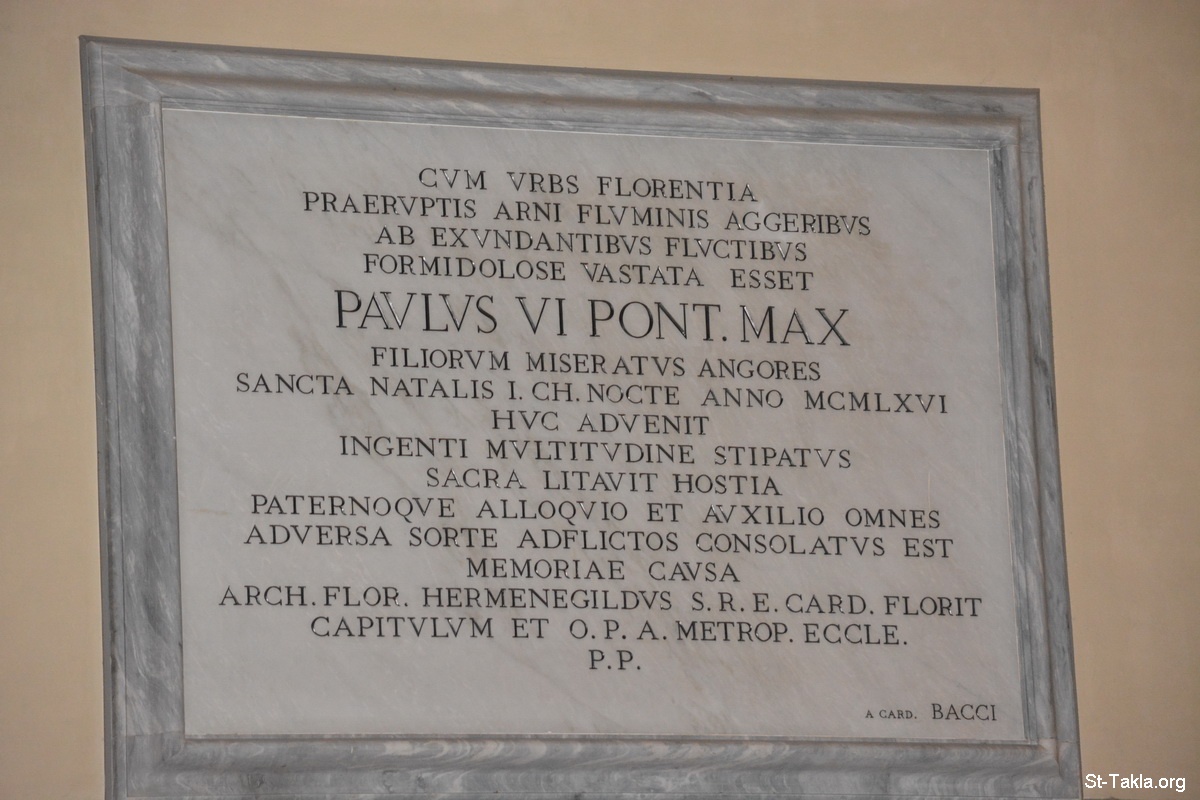 CVM VRBS FLORENTIA
PRAERVPTIS ARNI FLVMINIS AGGERIBVS
AB EXVNDANTIBVS FLVCTIBVS
FORMIDOLOSE VASTATA ESSET
PAVLVS VI PONT. MAX
FILIORVM MISERATVS ANGORES
SANCTA NATALIS I. CH. NOCTE ANNO MCMLXVI
HVC ADVENIT
INGENTI MVLTITVDINE STIPATVS
SACRA LITAVIT HOSTIA
PATERNOQVE ALLOQVIO ET AVXILIO OMNES
ADVERSA SORTE ADFLICTOS CONSOLATVS EST
MEMORIAE CAVSA
ARCH. FLOR. HERMENEGILDVS S. R. E. CARD. FLORIT
CAPITVLVM ET O. P. A. METROP. ECCLE.
P. P.
A CARD. BACCI
St-Takla.org